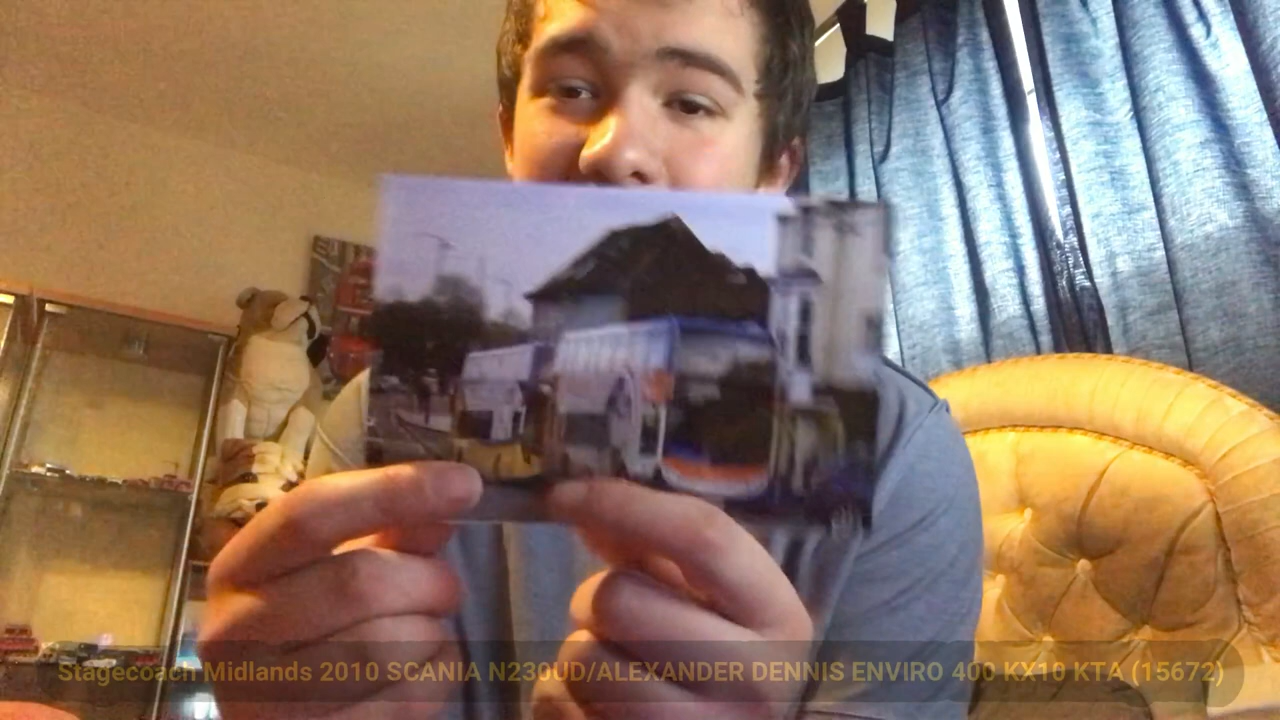 Stagecoach Midlands 2010 SCANIA N230UD/ALEXANDER DENNIS ENVIRO 400 KX10 KTA (15672)